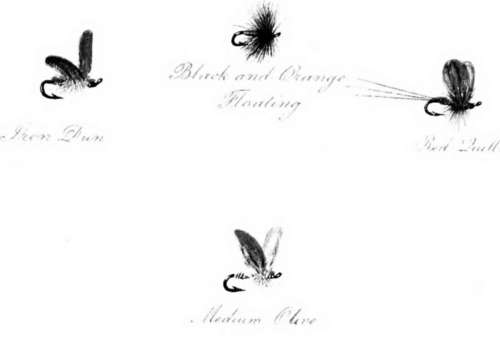 Black and Orange
Floating
Iron Dun
Red Quill
Medium Olive